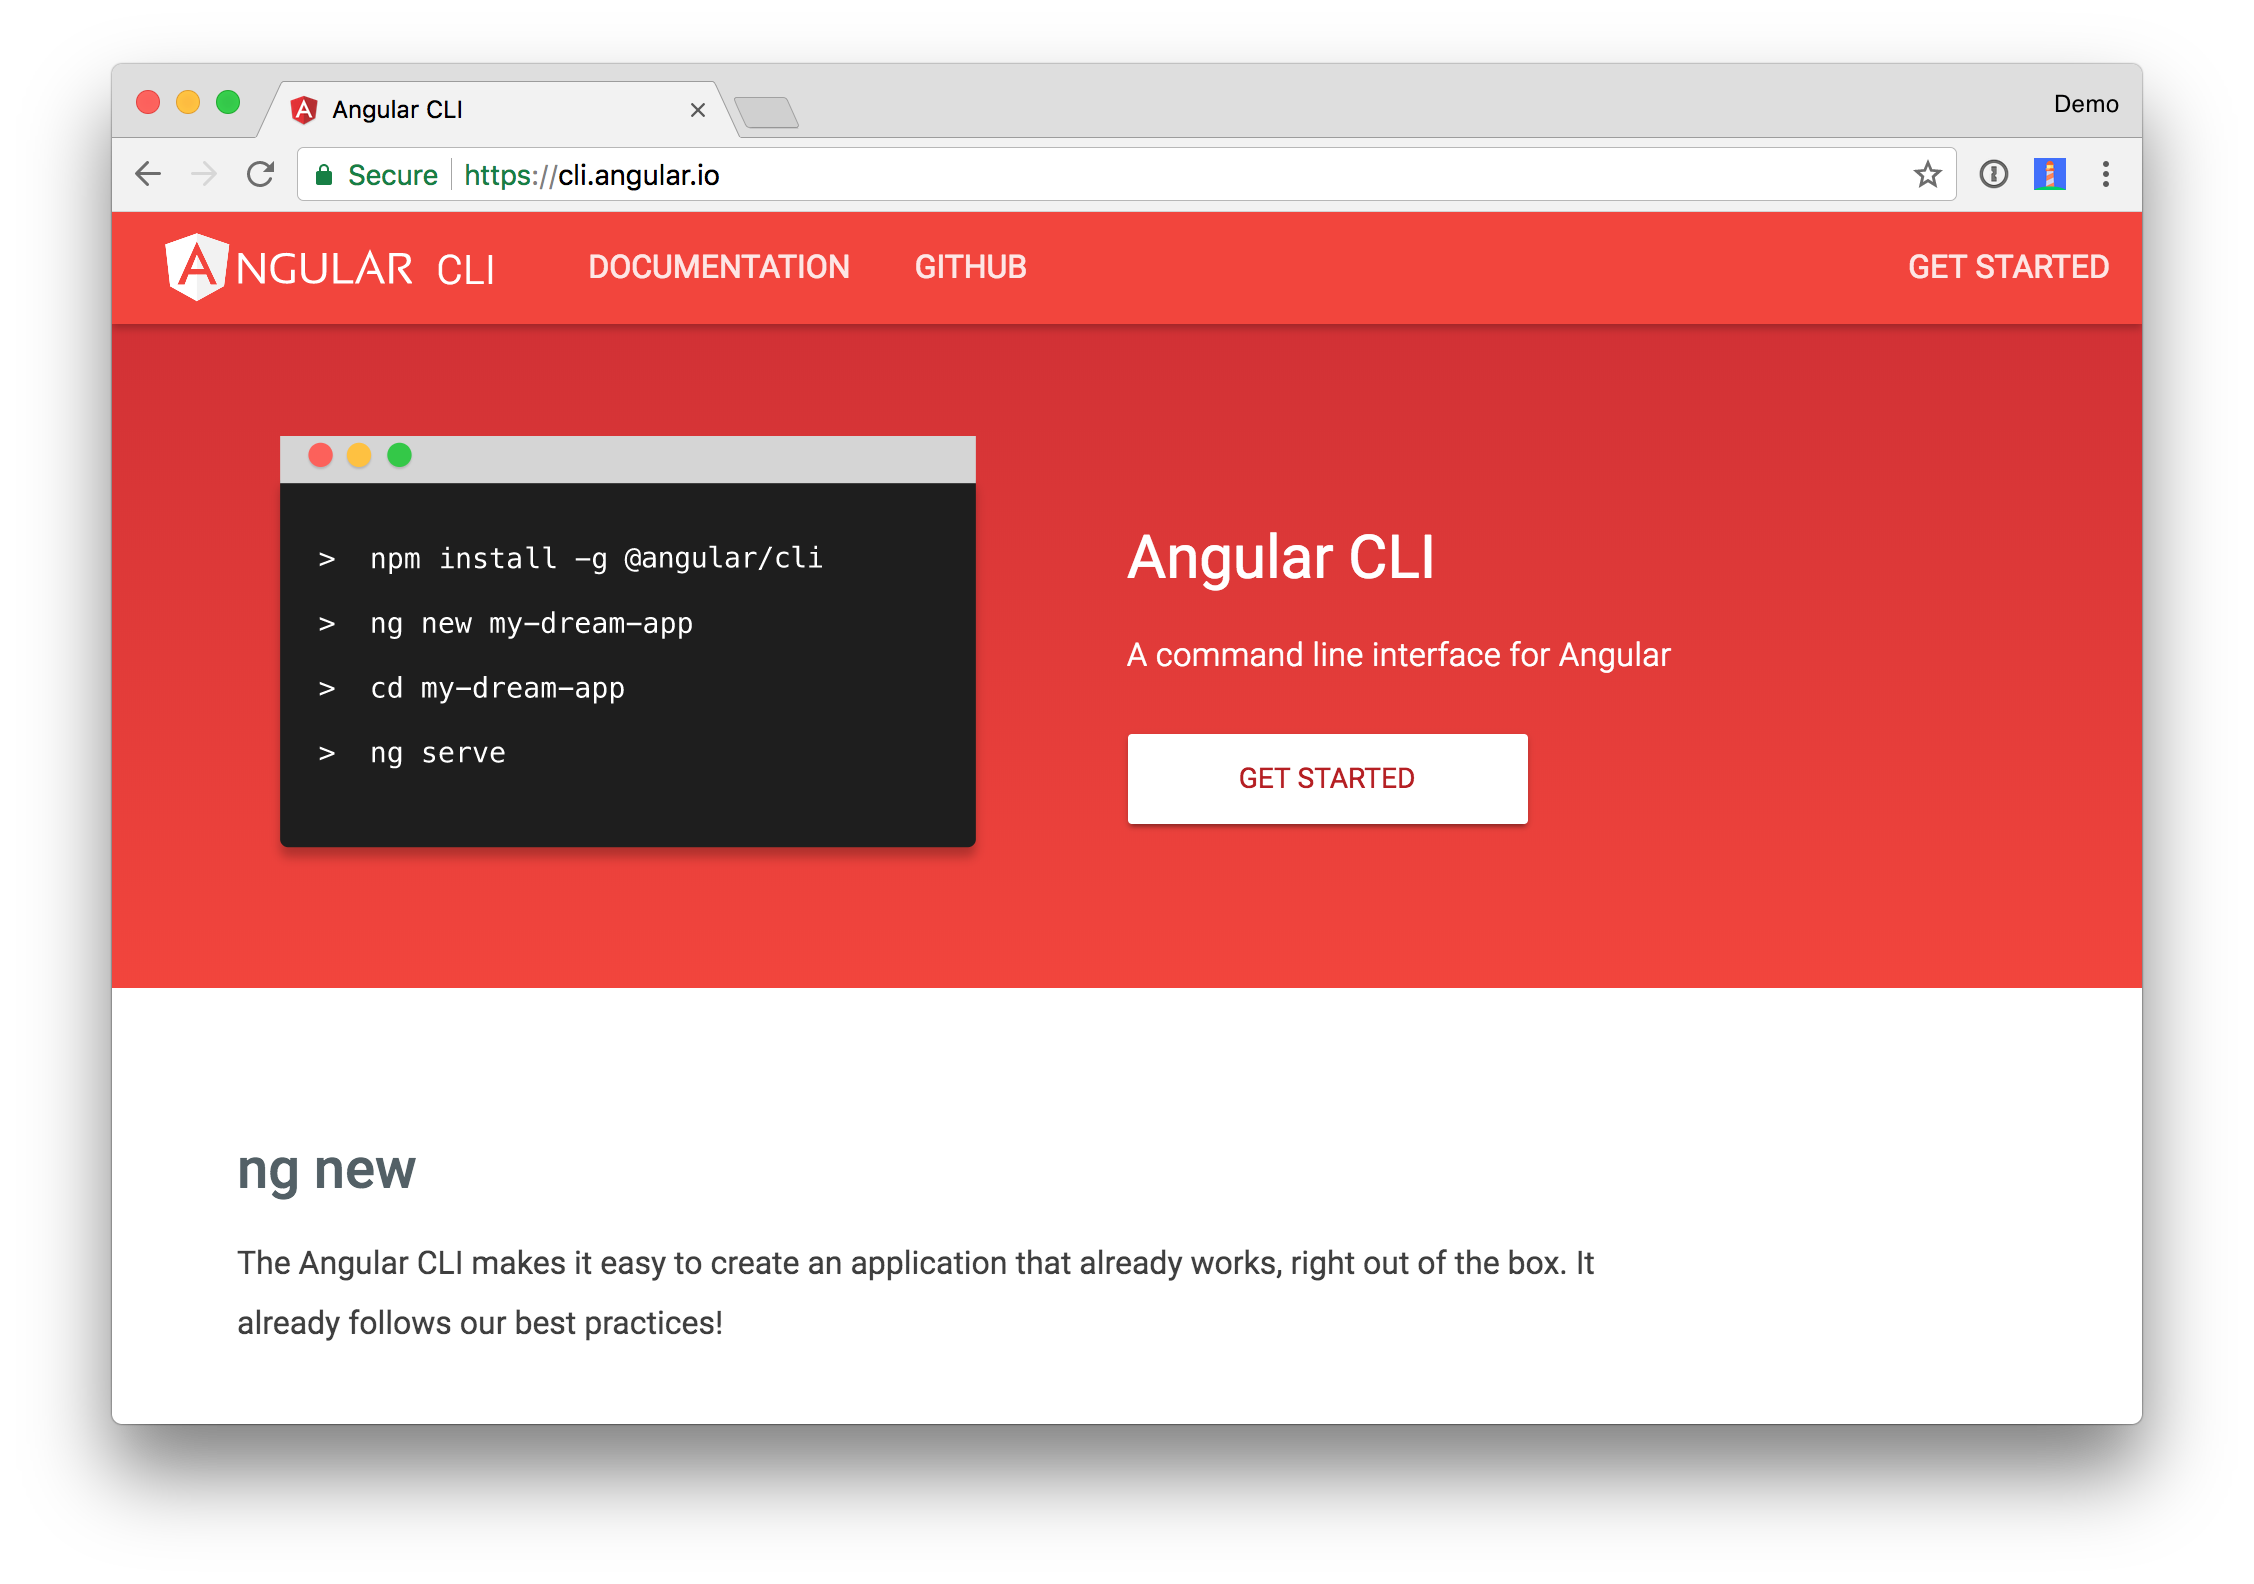 Angular CLI
Demo
Secure https://cli.angular.io
ANGULAR CLI DOCUMENTATION GITHUB GET STARTED
> npm install -g @angular/cli
> ng new my-dream-app
> cd my-dream-app
> ng serve
Angular CLI
A command line interface for Angular
GET STARTED
ng new
The Angular CLI makes it easy to create an application that already works, right out of the box. It
already follows our best practices!